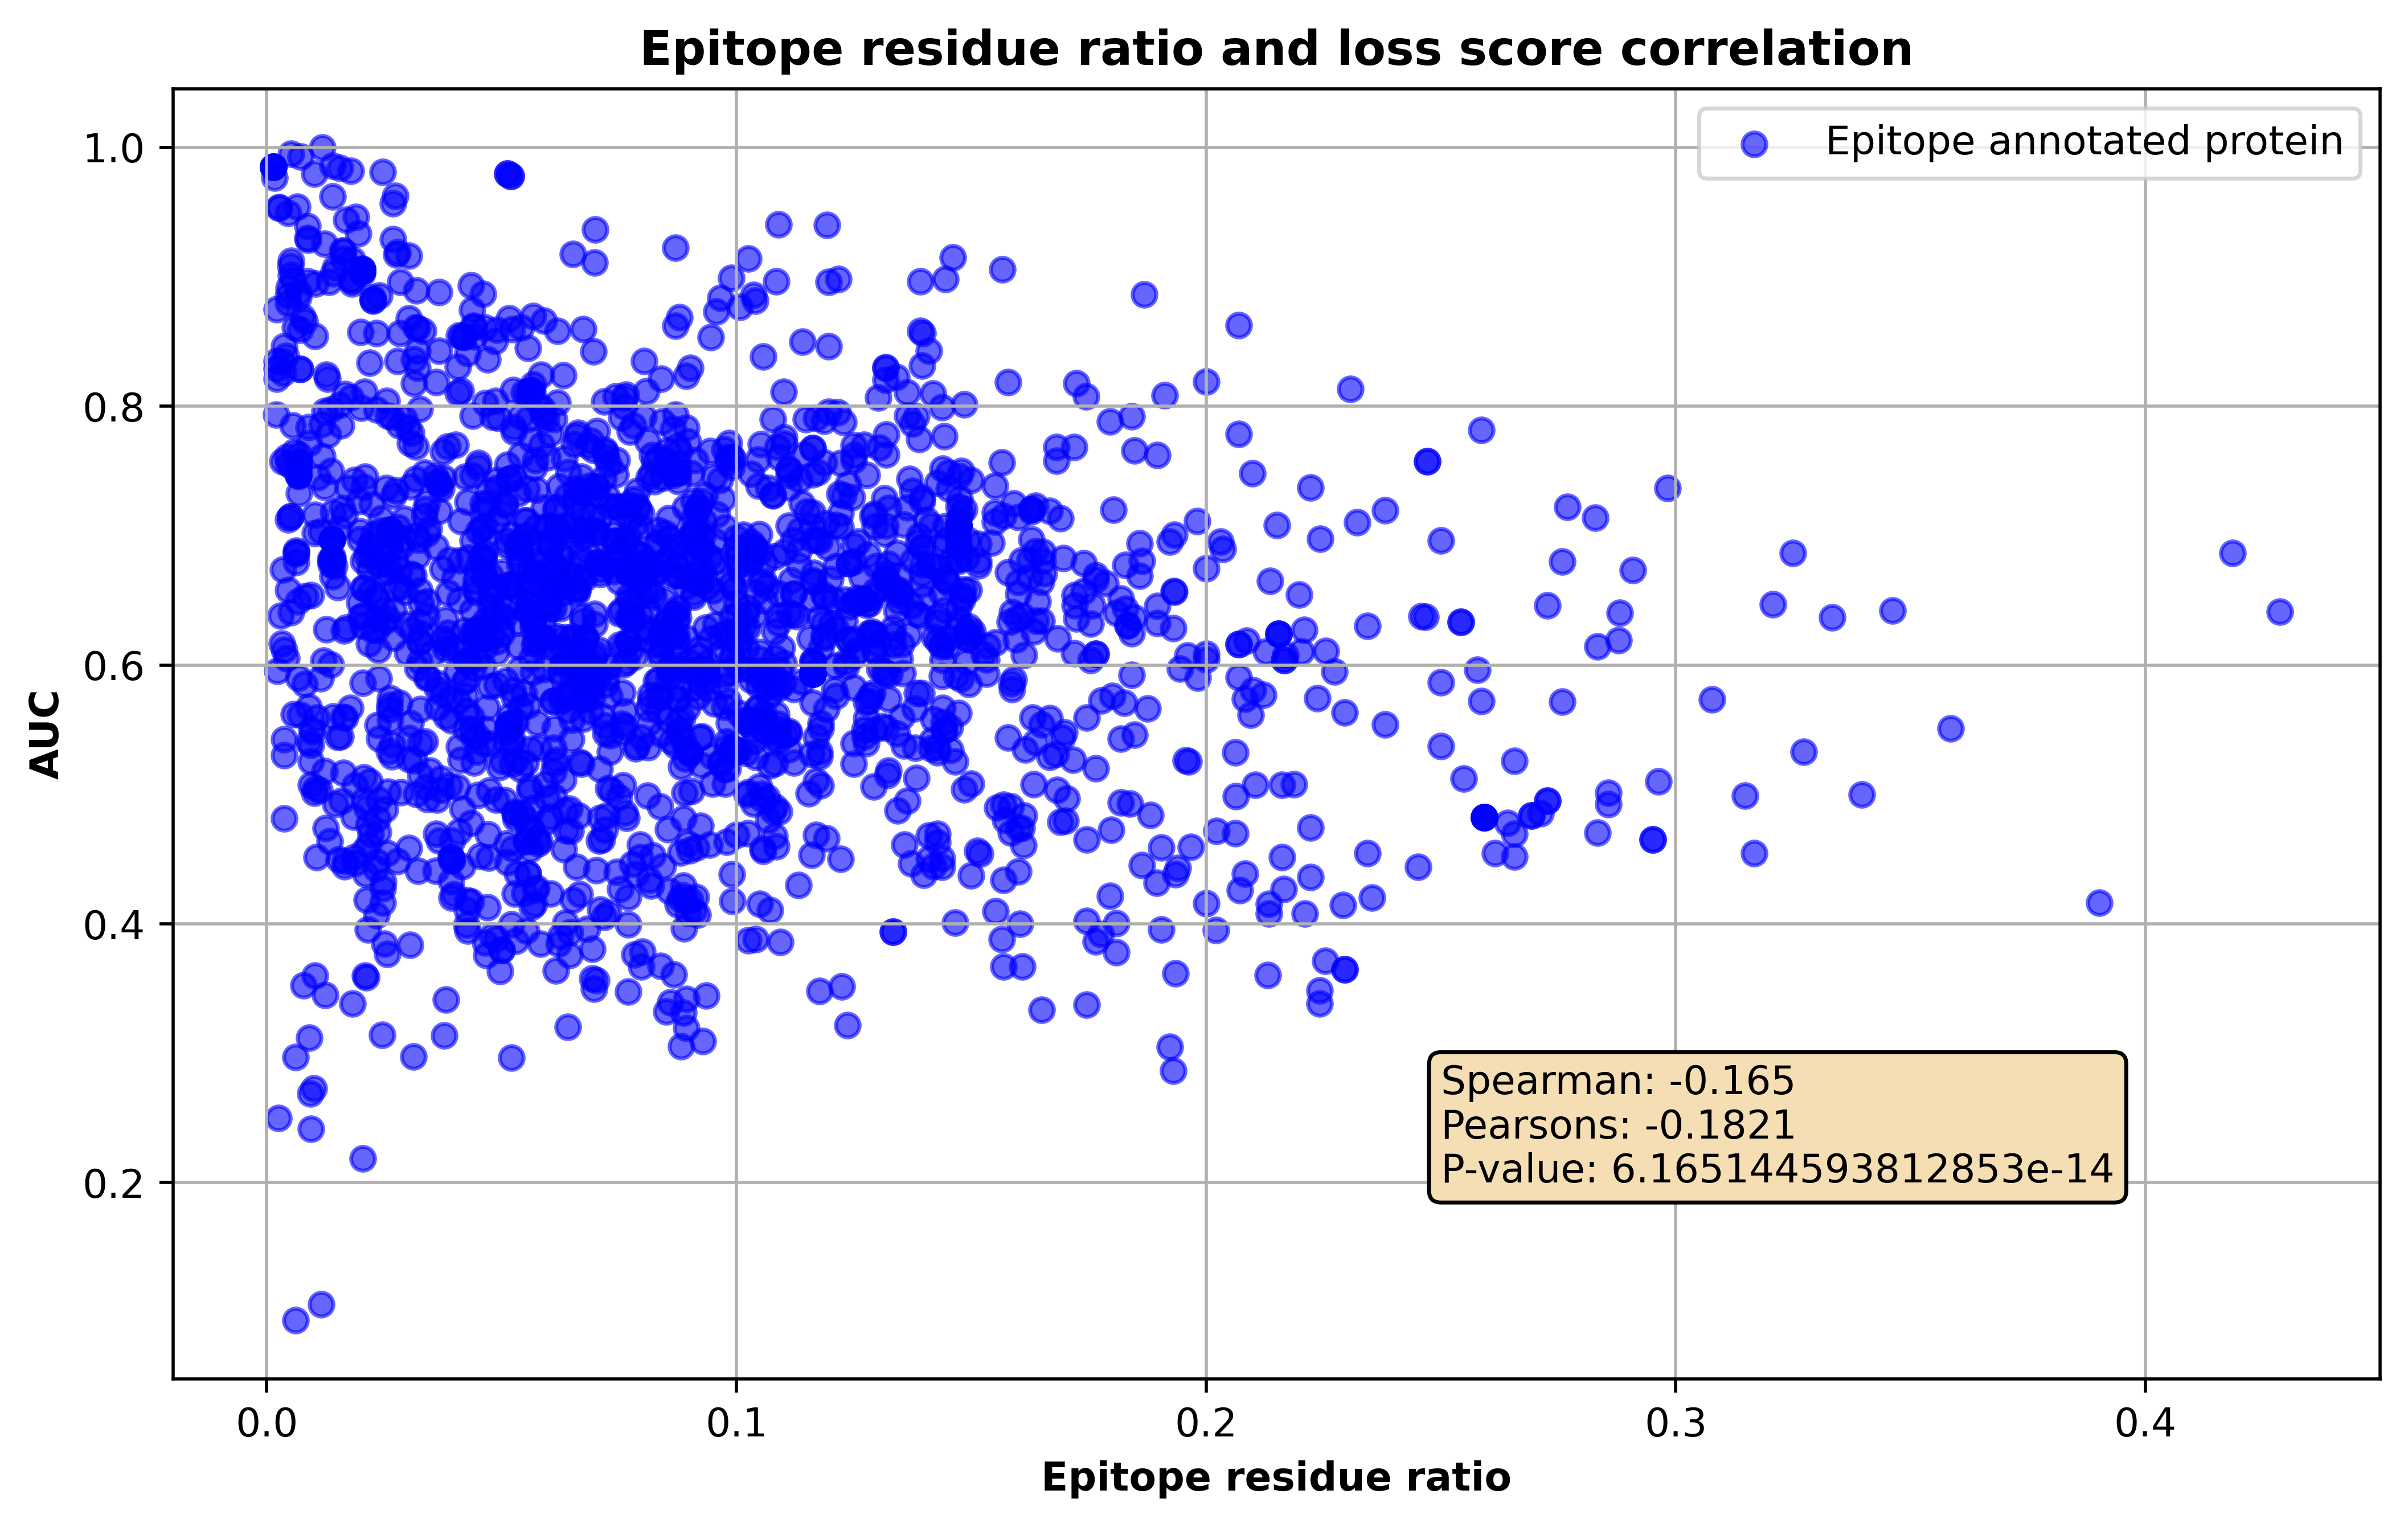 Epitope residue ratio and loss score correlation
Epitope annotated protein
1.0
0.8
0.6
0.4
0.2
AUC
Spearman: -0.165
Pearsons: -0.1821
P-value: 6.165144593812853e-14
0.0 0.1 0.2 0.3 0.4
Epitope residue ratio